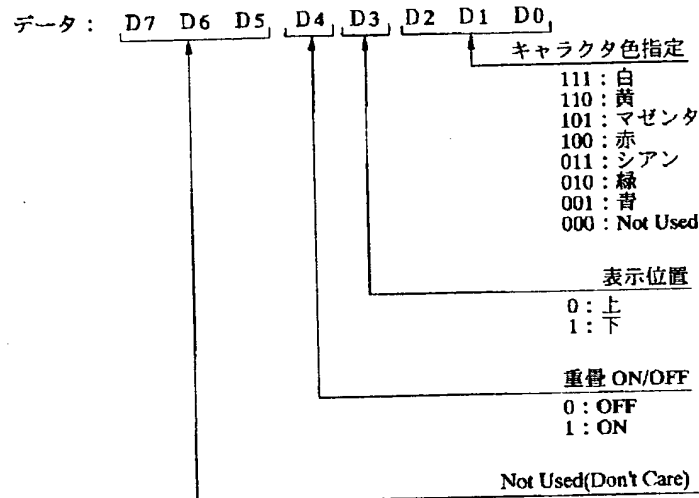 データ： D7 D6 D5 D4 D3 D2 D1 D0
キャラクタ色指定
111：白
110：黄
101：マゼンタ
100：赤
011：シアン
010：緑
001：青
000：Not Used
表示位置
0：上
1：下
重畳 ON/OFF
0：OFF
1：ON
Not Used(Don't Care)